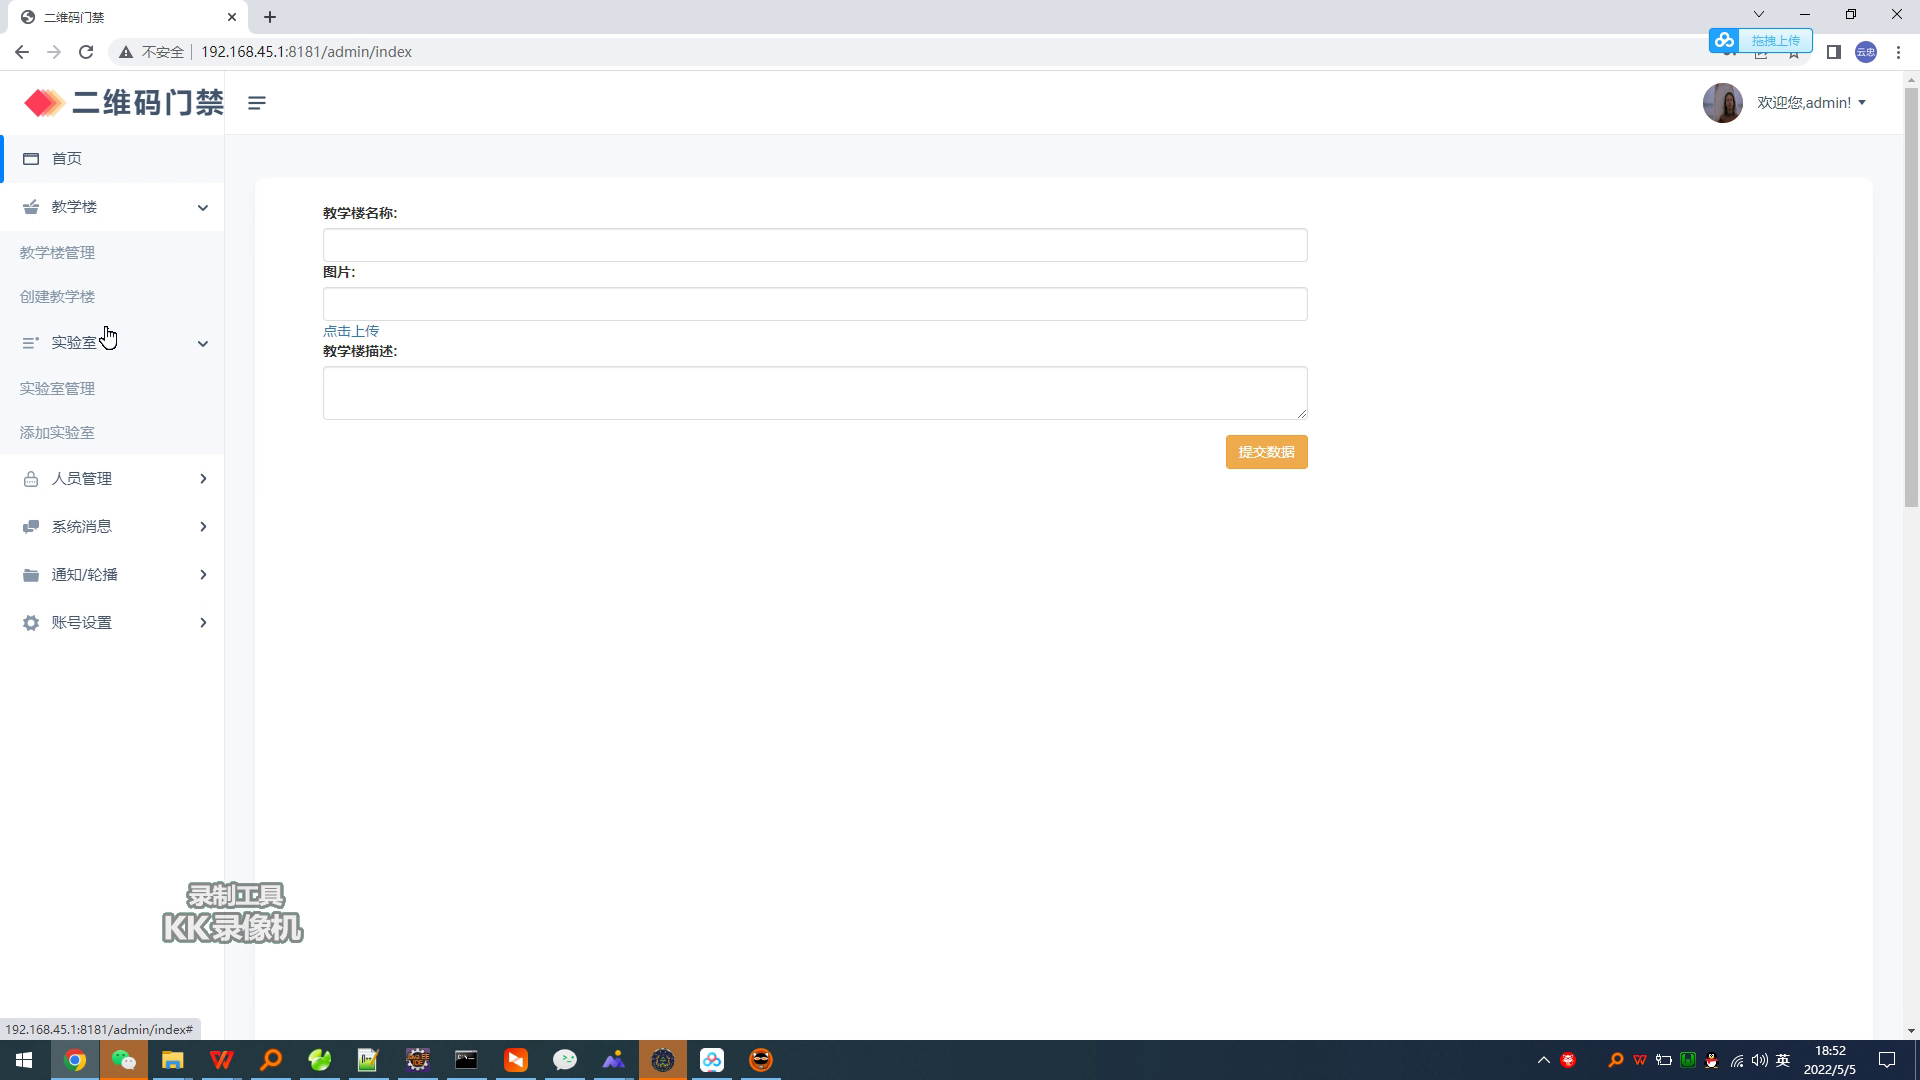 二维码门禁
不安全
192.168.45.1:8181/admin/index
拖拽上传
云忠
二维码门禁
欢迎您,admin!
首页
教学楼
教学楼管理
创建教学楼
实验室
实验室管理
添加实验室
人员管理
系统消息
通知/轮播
账号设置
教学楼名称:
图片:
点击上传
教学楼描述:
提交数据
录制工具
KK录像机
192.168.45.1:8181/admin/index#
英
18:52
2022/5/5